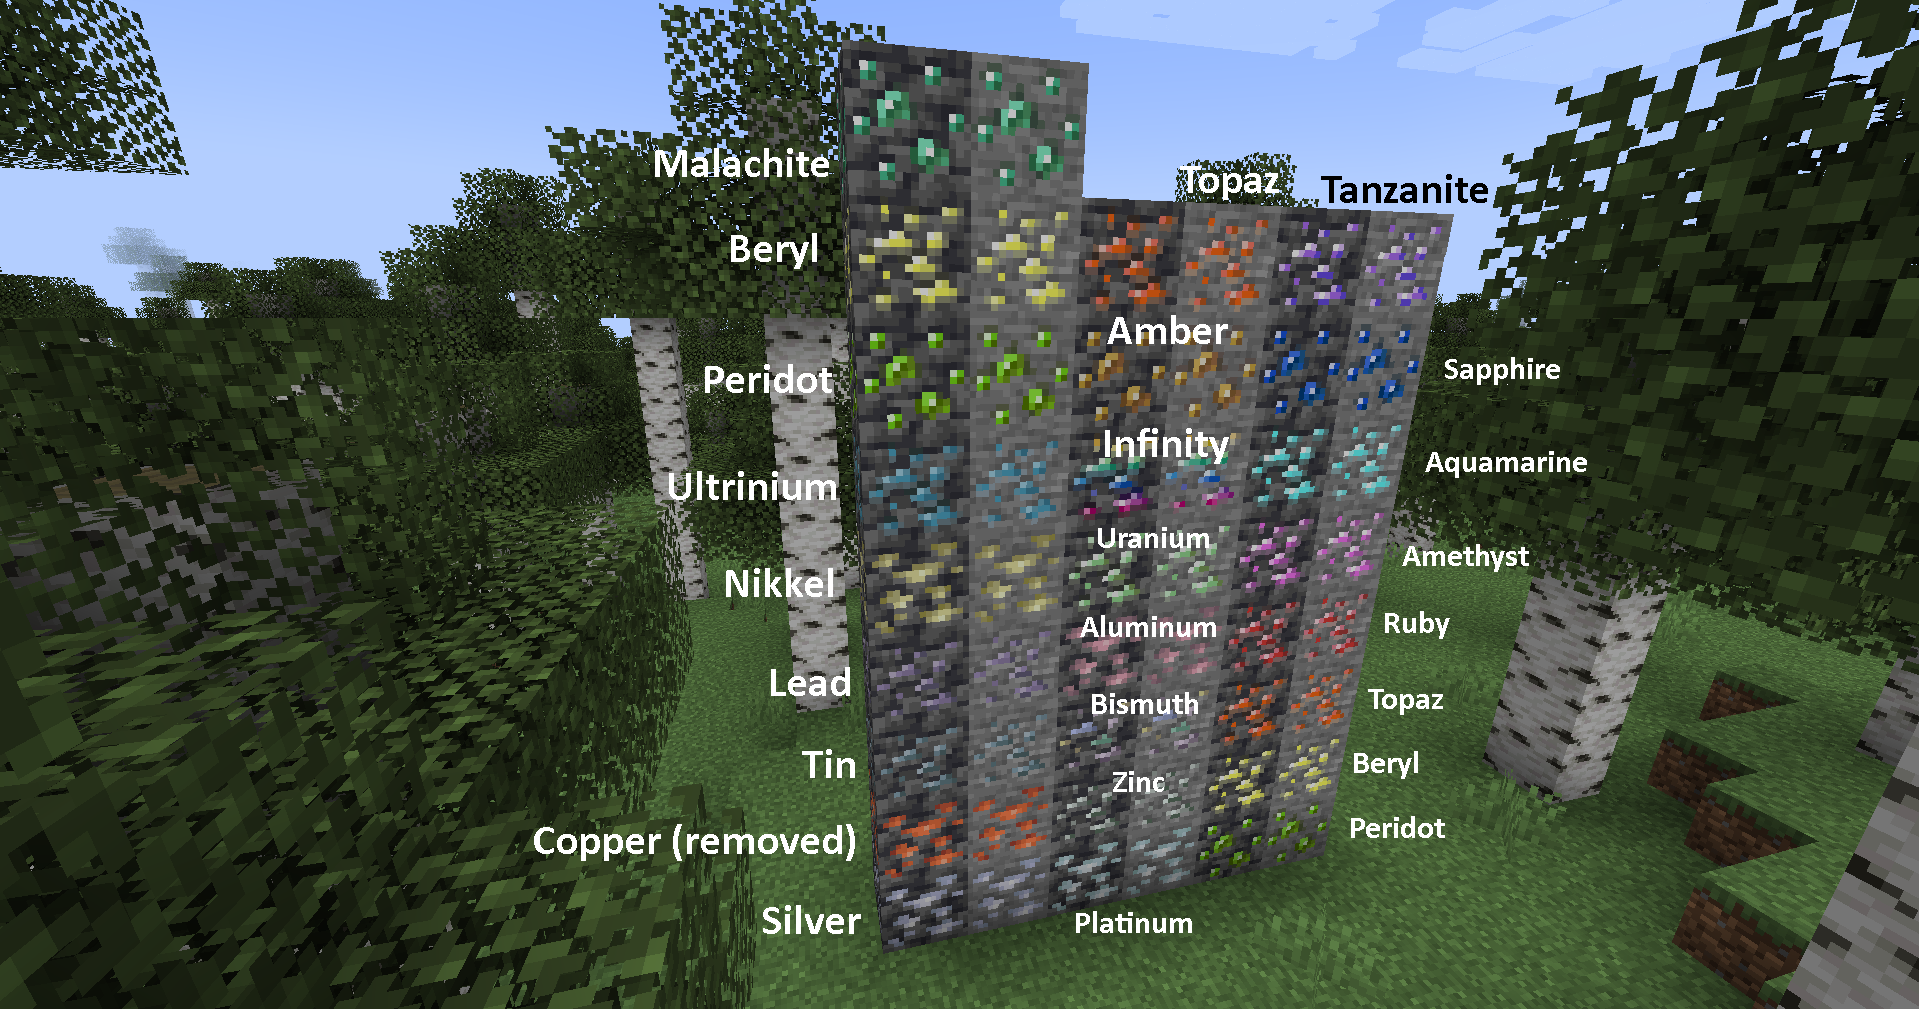 Malachite
Beryl
Peridot
Ultrinium
Nikkel
Lead
Tin
Copper (removed)
Silver
Topaz
Amber
Infinity
Uranium
Aluminum
Bismuth
Zinc
Platinum
Tanzanite
Sapphire
Aquamarine
Amethyst
Ruby
Topaz
Beryl
Peridot